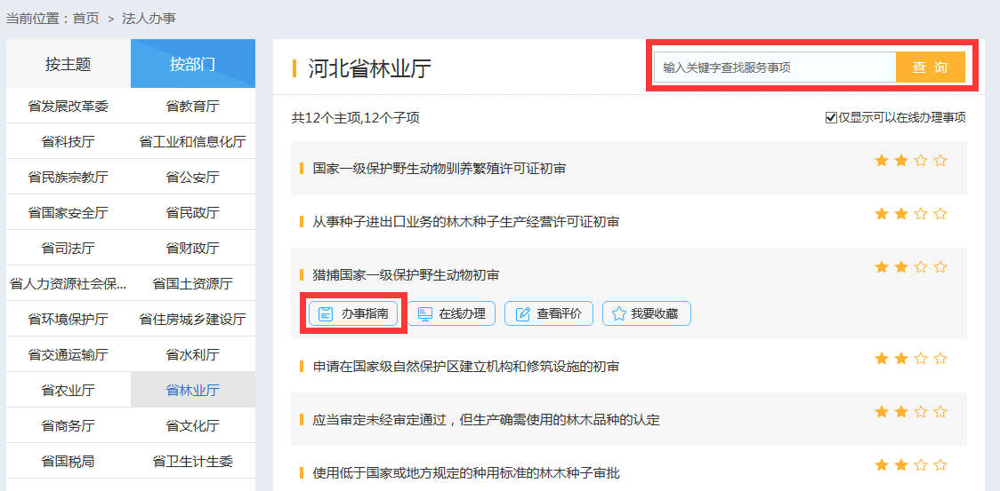 当前位置：首页 > 法人办事
按主题 按部门
省发展改革委 省教育厅
省科技厅 省工业和信息化厅
省民族宗教厅 省公安厅
省国家安全厅 省民政厅
省司法厅 省财政厅
省人力资源社会保... 省国土资源厅
省环境保护厅 省住房城乡建设厅
省交通运输厅 省水利厅
省农业厅 省林业厅
省商务厅 省文化厅
省国税局 省卫生计生委
河北省林业厅
输入关键字查找服务事项 查 询
共12个主项,12个子项
仅显示可以在线办理事项
国家一级保护野生动物驯养繁殖许可证初审
从事种子进出口业务的林木种子生产经营许可证初审
猎捕国家一级保护野生动物初审
办事指南 在线办理 查看评价 我要收藏
申请在国家级自然保护区建立机构和修筑设施的初审
应当审定未经审定通过，但生产确需使用的林木品种的认定
使用低于国家或地方规定的种用标准的林木种子审批